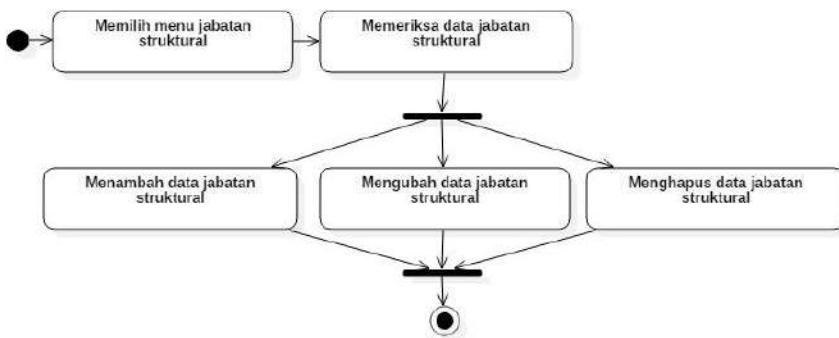 Memilih menu jabatan
struktural
Memeriksa data jabatan
struktural
Menambah data jabatan
struktural
Mengubah data jabatan
struktural
Menghapus data jabatan
struktural